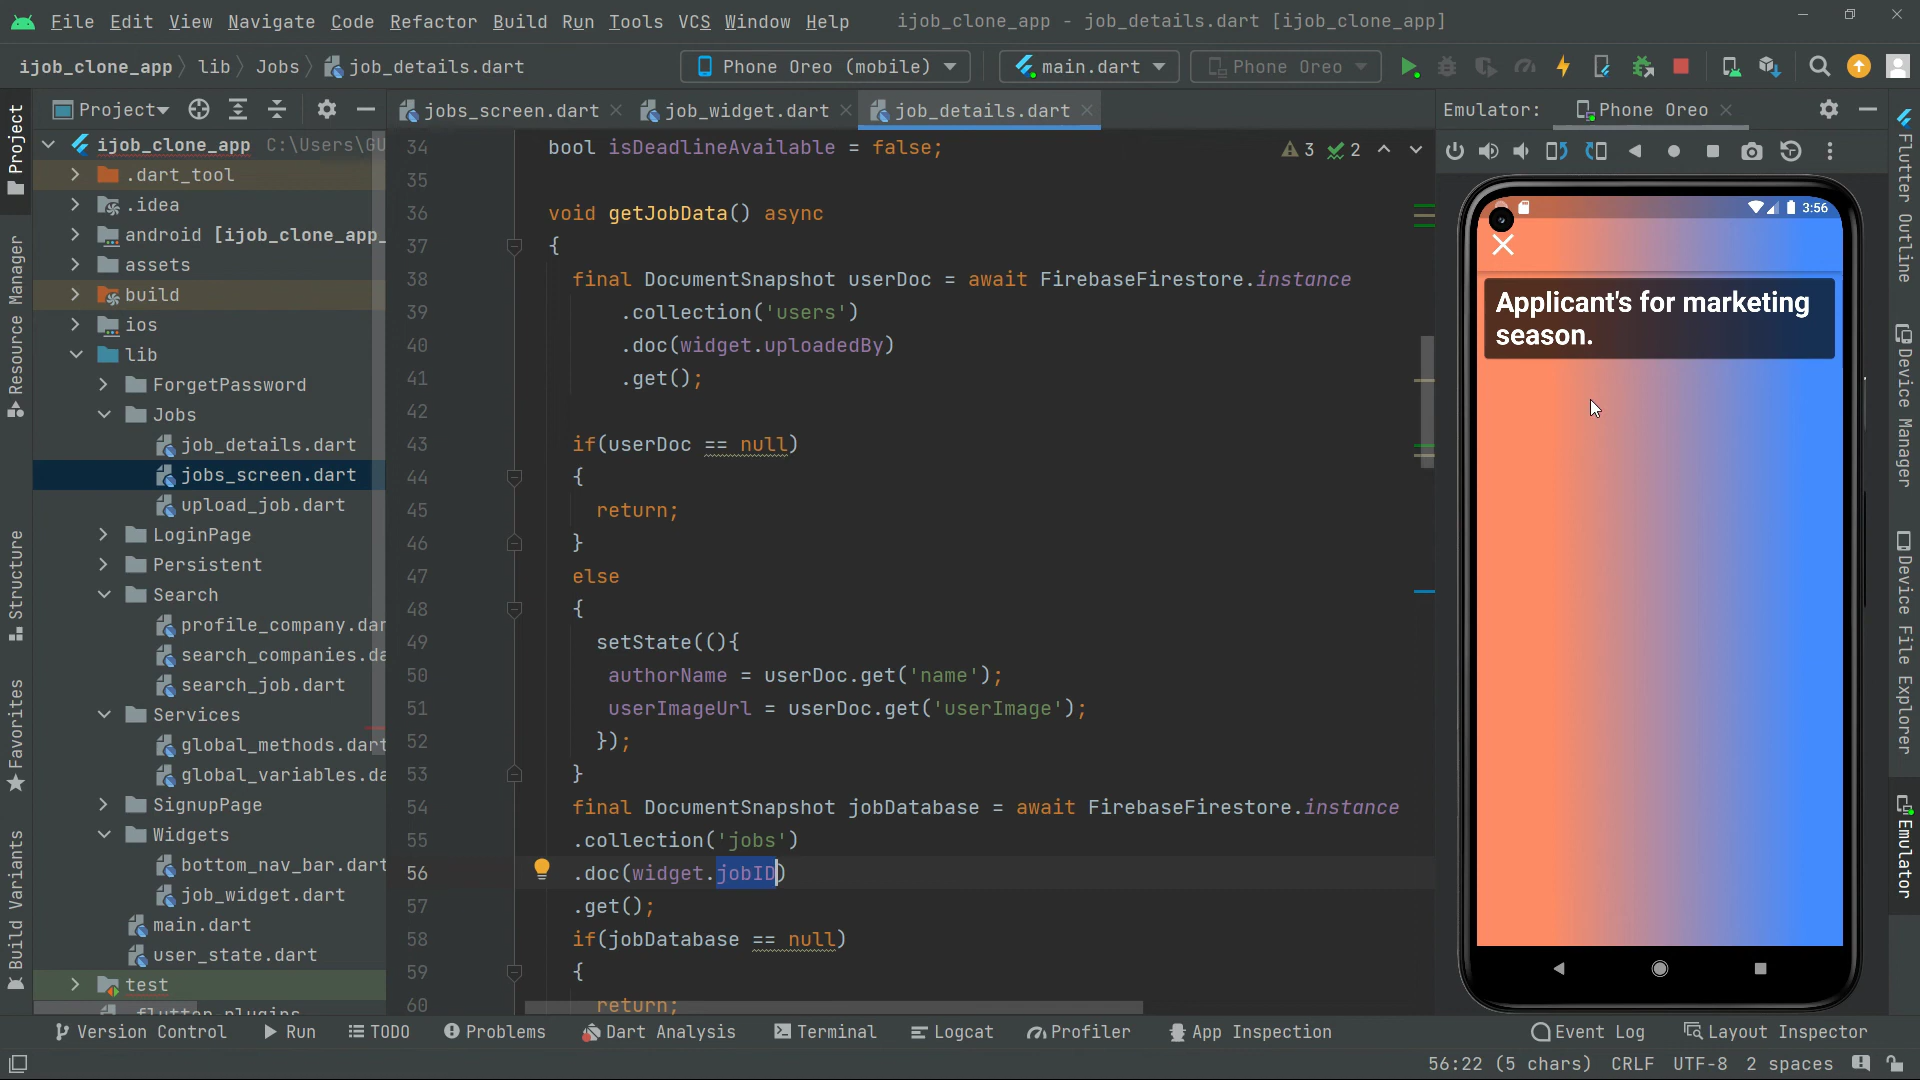 File Edit View Navigate Code Refactor Build Run Tools VCS Window Help ijob_clone_app - job_details.dart [ijob_clone_app]
ijob_clone_app lib Jobs job_details.dart Phone Oreo (mobile) main.dart Phone Oreo
Project jobs_screen.dart job_widget.dart job_details.dart Emulator: Phone Oreo
ijob_clone_app C:\Users\GU
.dart_tool
.idea
android [ijob_clone_app_
assets
build
ios
lib
ForgetPassword
Jobs
job_details.dart
jobs_screen.dart
upload_job.dart
LoginPage
Persistent
Search
profile_company.dar
search_companies.da
search_job.dart
Services
global_methods.dart
global_variables.da
SignupPage
Widgets
bottom_nav_bar.dart
job_widget.dart
main.dart
user_state.dart
test
.flutter-plugins
34 bool isDeadlineAvailable = false; 3 2
35
36 void getJobData() async
37 {
38 final DocumentSnapshot userDoc = await FirebaseFirestore.instance
39 .collection('users')
40 .doc(widget.uploadedBy)
41 .get();
42
43 if(userDoc == null)
44 {
45 return;
46 }
47 else
48 {
49 setState((){
50 authorName = userDoc.get('name');
51 userImageUrl = userDoc.get('userImage');
52 });
53 }
54 final DocumentSnapshot jobDatabase = await FirebaseFirestore.instance
55 .collection('jobs')
56 .doc(widget.jobID)
57 .get();
58 if(jobDatabase == null)
59 {
60 return;
3:56
Applicant's for marketing
season.
Project
Resource Manager
Structure
Favorites
Build Variants
Flutter Outline
Device Manager
Device File Explorer
Emulator
Version Control Run TODO Problems Dart Analysis Terminal Logcat Profiler App Inspection Event Log Layout Inspector
56:22 (5 chars) CRLF UTF-8 2 spaces